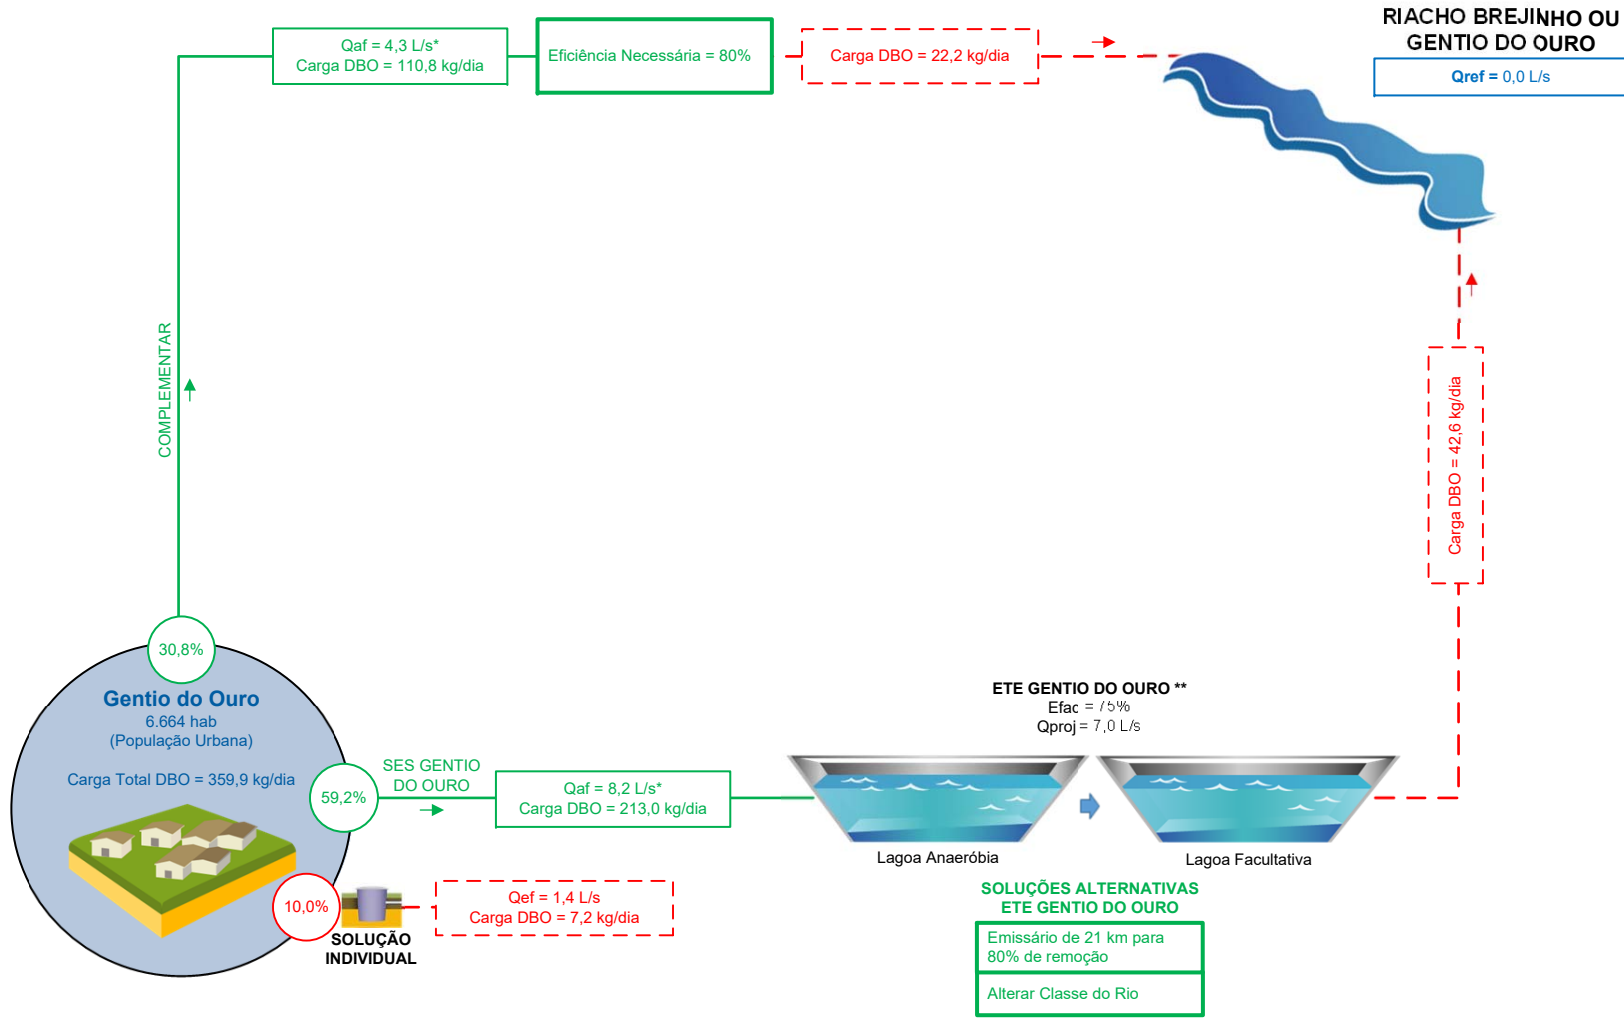 RIACHO BREJINHO OU
GENTIO DO OURO
Qref = 0,0 L/s
Qaf = 4,3 L/s*
Carga DBO = 110,8 kg/dia
Eficiência Necessária = 80%
Carga DBO = 22,2 kg/dia
COMPLEMENTAR
Carga DBO = 42,6 kg/dia
30,8%
Gentio do Ouro
6.664 hab
(População Urbana)
Carga Total DBO = 359,9 kg/dia
59,2%
SES GENTIO
DO OURO
Qaf = 8,2 L/s*
Carga DBO = 213,0 kg/dia
ETE GENTIO DO OURO **
Efac = 75%
Qproj = 7,0 L/s
Lagoa Anaeróbia
Lagoa Facultativa
10,0%
SOLUÇÃO
INDIVIDUAL
Qef = 1,4 L/s
Carga DBO = 7,2 kg/dia
SOLUÇÕES ALTERNATIVAS
ETE GENTIO DO OURO
Emissário de 21 km para
80% de remoção
Alterar Classe do Rio